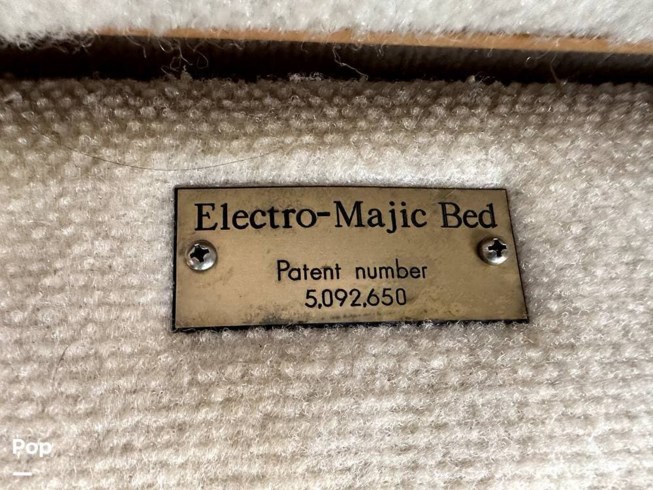 Electro-Majic Bed
Patent number
5,092,650
Pop